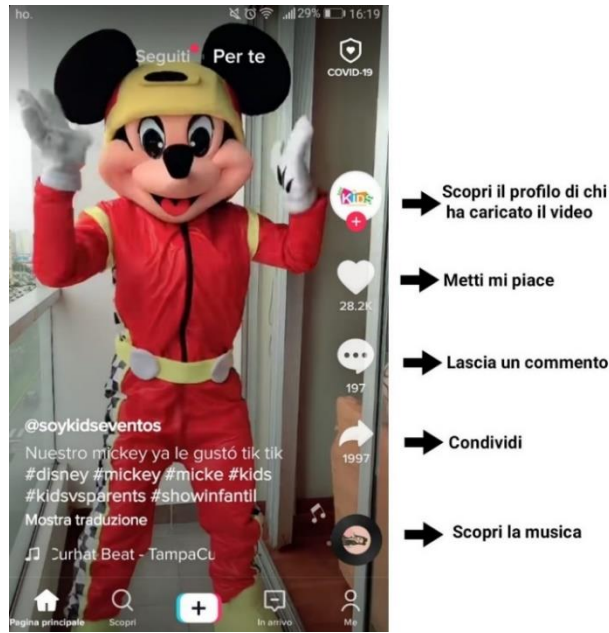 ho. 29% 16:19
Seguiti Per te
COVID-19
KIDS
Scopri il profilo di chi
ha caricato il video
28.2K
Metti mi piace
197
Lascia un commento
1997
Condividi
@soykidseventos
Nuestro mickey ya le gustó tik tik
#disney #mickey #micke #kids
#kidsvsparents #showinfantil
Mostra traduzione
Scopri la musica
Curhat Beat - TampaCu
Pagina principale Scopri In arrivo Me